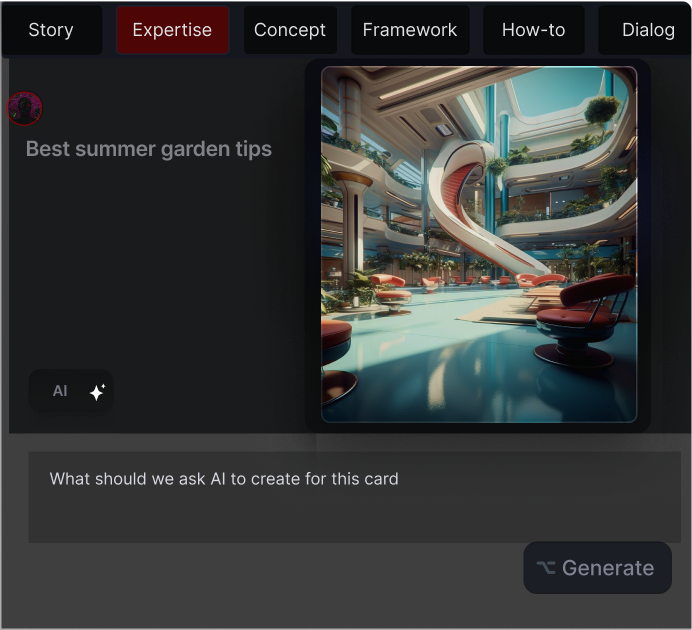 Story
Expertise
Concept
Framework
How-to
Dialog
Best summer garden tips
AI
What should we ask AI to create for this card
⌥ Generate